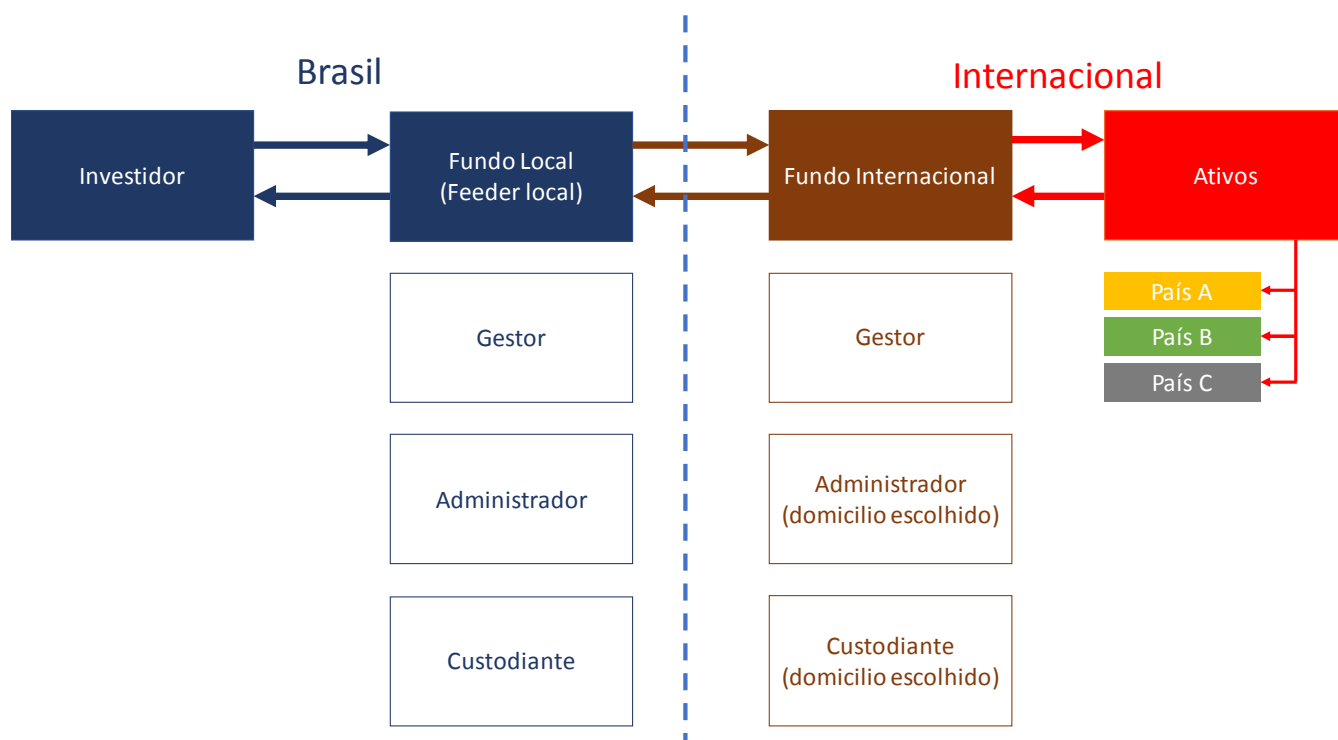 Brasil
Internacional
Investidor
Fundo Local
(Feeder local)
Fundo Internacional
Ativos
País A
País B
País C
Gestor
Gestor
Administrador
Administrador
(domicilio escolhido)
Custodiante
Custodiante
(domicilio escolhido)